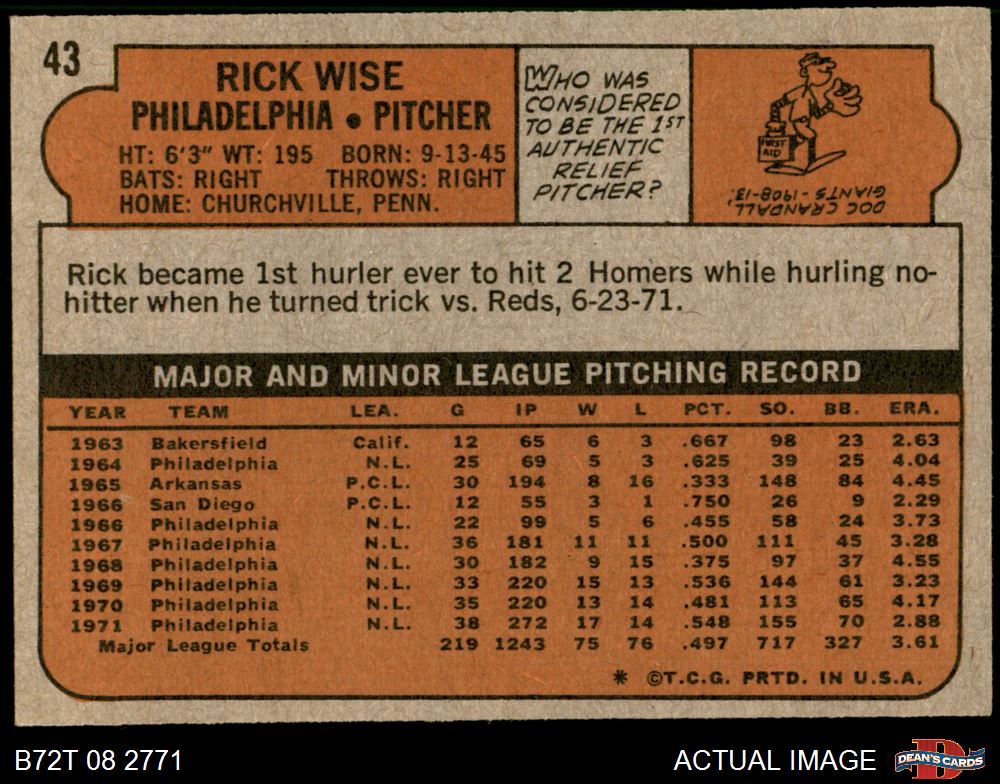 43
RICK WISE
PHILADELPHIA • PITCHER
HT: 6'3" WT: 195 BORN: 9-13-45
BATS: RIGHT THROWS: RIGHT
HOME: CHURCHVILLE, PENN.
WHO WAS
CONSIDERED
TO BE THE 1ST
AUTHENTIC
RELIEF
PITCHER?
FIRST
AID
DOC CRANDALL,
GIANTS - 1908-13.
Rick became 1st hurler ever to hit 2 Homers while hurling no-
hitter when he turned trick vs. Reds, 6-23-71.
MAJOR AND MINOR LEAGUE PITCHING RECORD
YEAR TEAM LEA. G IP W L PCT. SO. BB. ERA.
1963 Bakersfield Calif. 12 65 6 3 .667 98 23 2.63
1964 Philadelphia N.L. 25 69 5 3 .625 39 25 4.04
1965 Arkansas P.C.L. 30 194 8 16 .333 148 84 4.45
1966 San Diego P.C.L. 12 55 3 1 .750 26 9 2.29
1966 Philadelphia N.L. 22 99 5 6 .455 58 24 3.73
1967 Philadelphia N.L. 36 181 11 11 .500 111 45 3.28
1968 Philadelphia N.L. 30 182 9 15 .375 97 37 4.55
1969 Philadelphia N.L. 33 220 15 13 .536 144 61 3.23
1970 Philadelphia N.L. 35 220 13 14 .481 113 65 4.17
1971 Philadelphia N.L. 38 272 17 14 .548 155 70 2.88
Major League Totals 219 1243 75 76 .497 717 327 3.61
* ©T.C.G. PRTD. IN U.S.A.
B72T 08 2771
ACTUAL IMAGE
D
DEAN'S CARDS